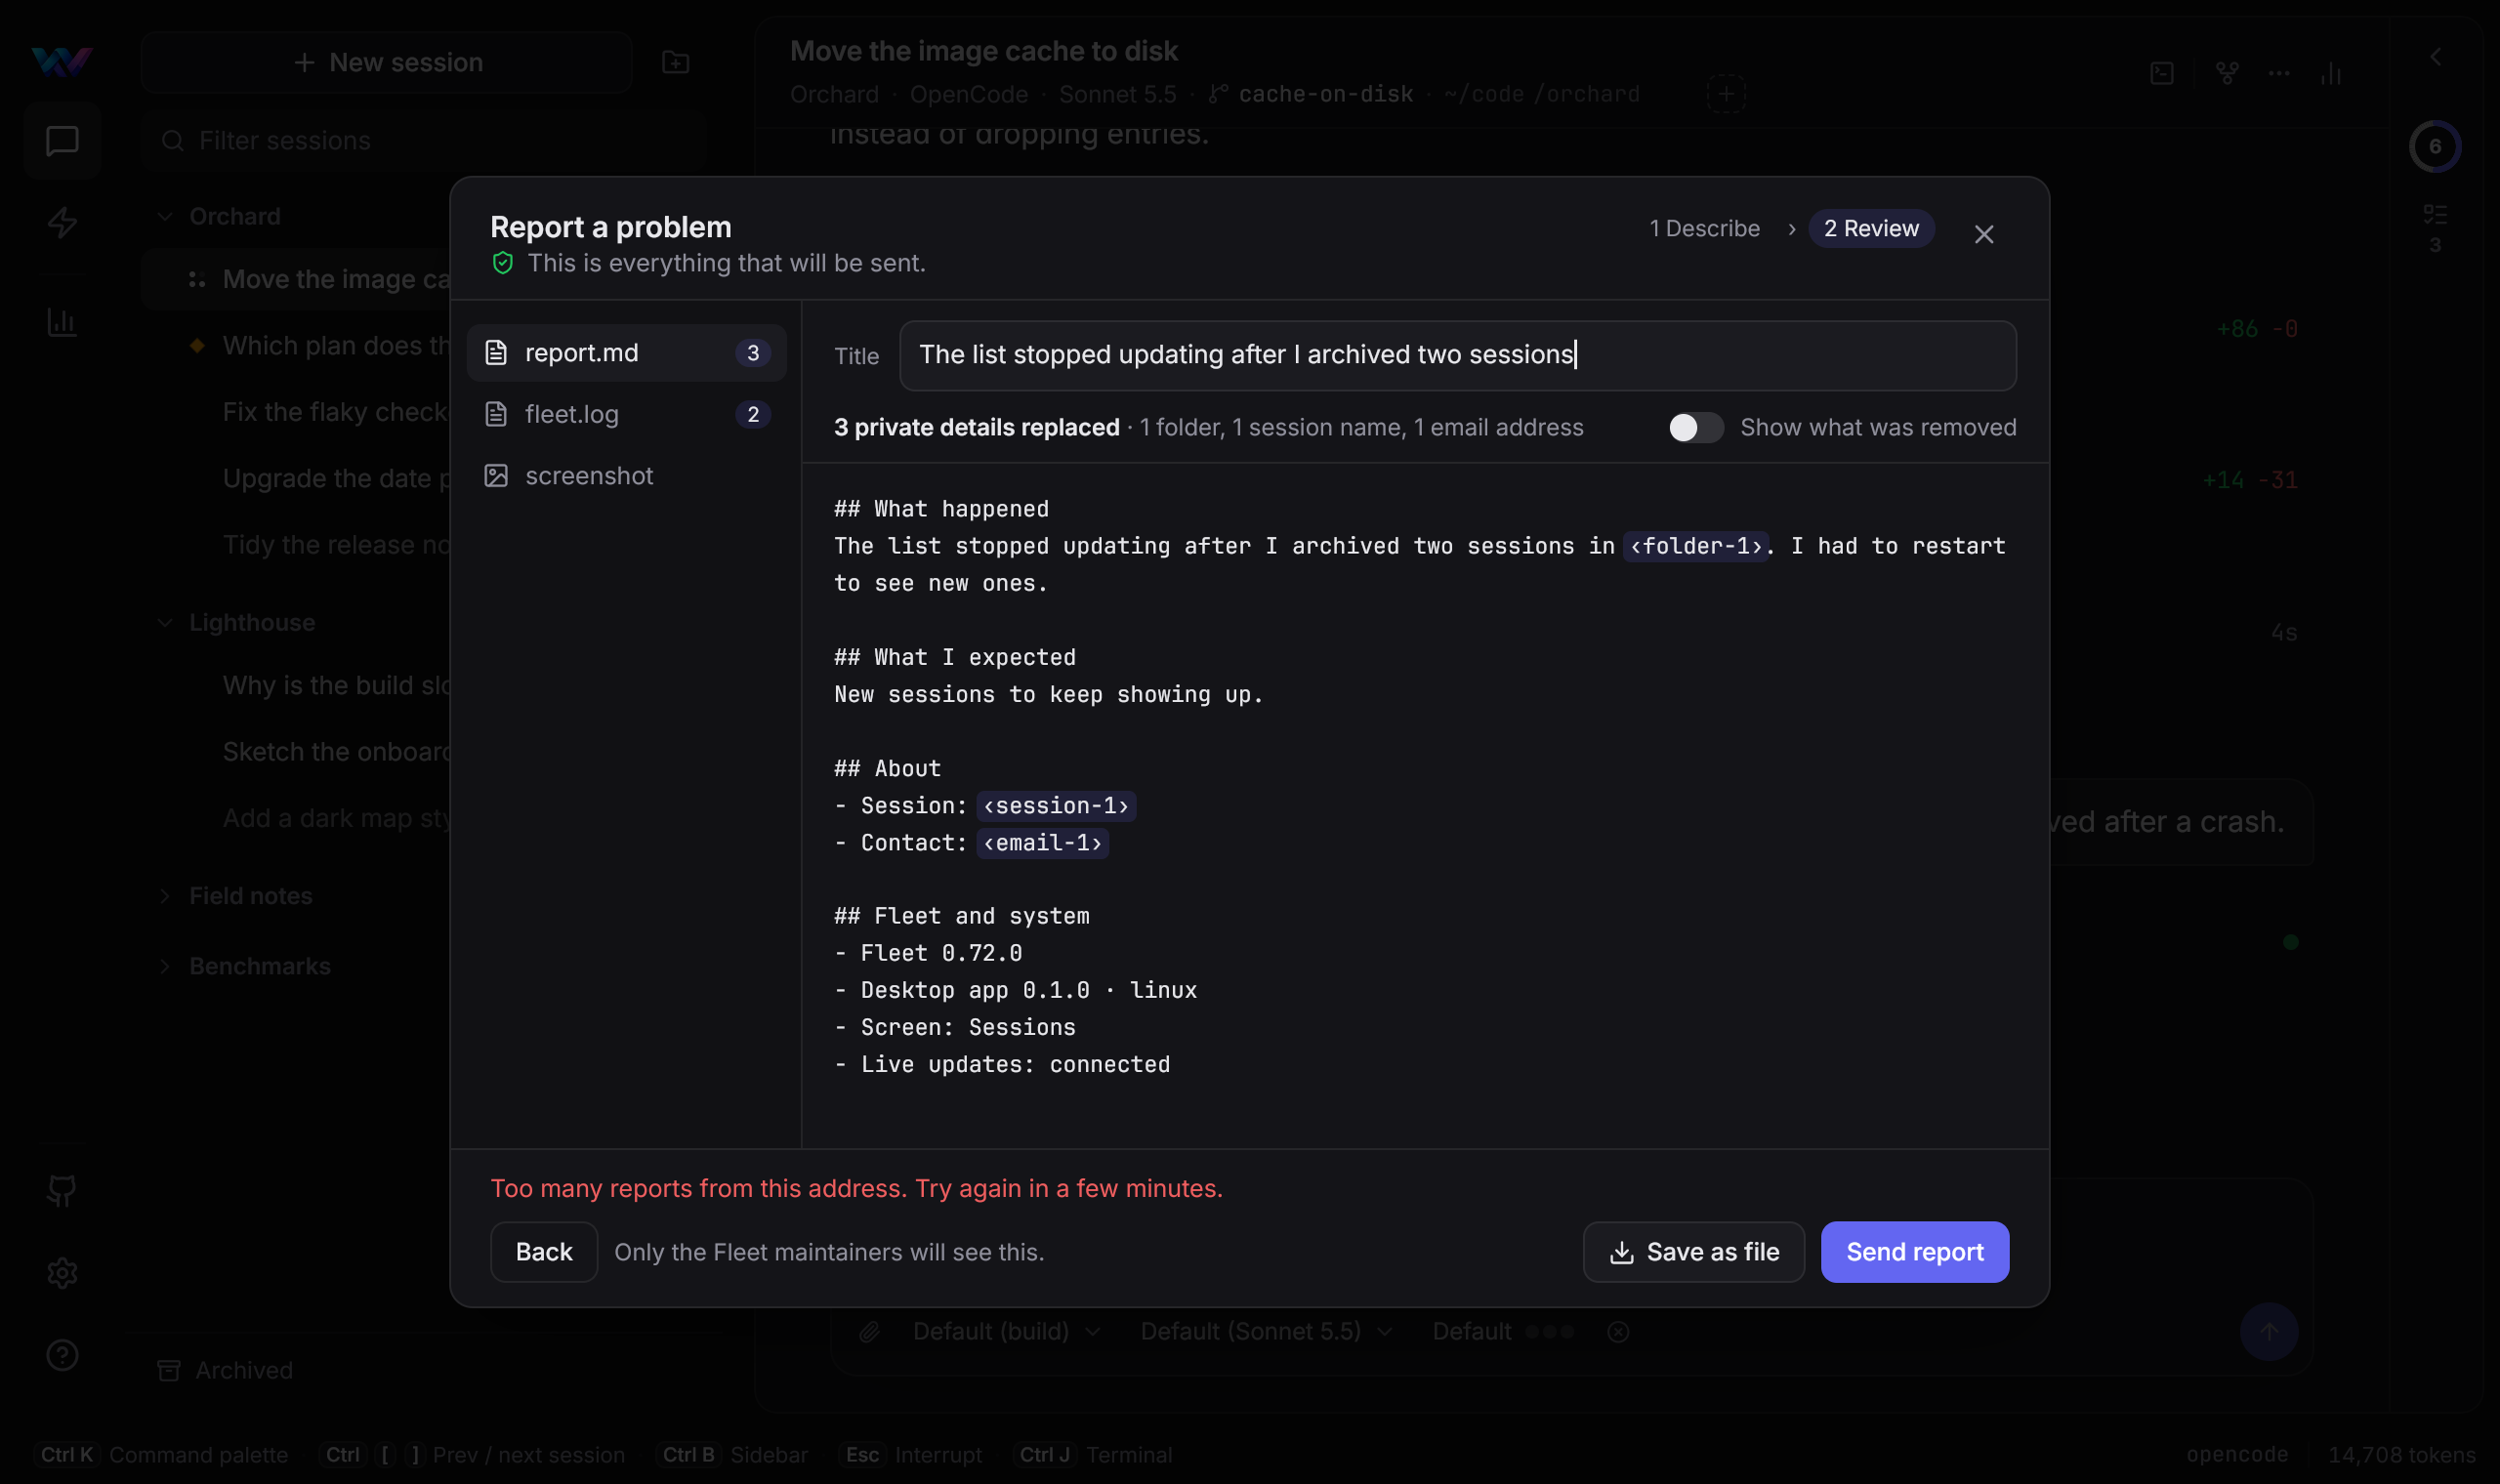 New session
Filter sessions
Orchard
Move the image ca
Which plan does th
Fix the flaky check
Upgrade the date p
Tidy the release no
Lighthouse
Why is the build slo
Sketch the onboard
Add a dark map sty
Field notes
Benchmarks
Archived
Move the image cache to disk
Orchard · OpenCode · Sonnet 5.5 · cache-on-disk · ~/code /orchard
instead of dropping entries.
6
3
+86 -0
+14 -31
4s
ved after a crash.
Report a problem
This is everything that will be sent.
1 Describe › 2 Review
report.md 3
fleet.log 2
screenshot
Title The list stopped updating after I archived two sessions
3 private details replaced · 1 folder, 1 session name, 1 email address
Show what was removed
## What happened
The list stopped updating after I archived two sessions in ‹folder-1›. I had to restart
to see new ones.
## What I expected
New sessions to keep showing up.
## About
- Session: ‹session-1›
- Contact: ‹email-1›
## Fleet and system
- Fleet 0.72.0
- Desktop app 0.1.0 · linux
- Screen: Sessions
- Live updates: connected
Too many reports from this address. Try again in a few minutes.
Back Only the Fleet maintainers will see this.
Save as file Send report
Default (build) Default (Sonnet 5.5) Default
Ctrl K Command palette Ctrl [ ] Prev / next session Ctrl B Sidebar Esc Interrupt Ctrl J Terminal
opencode 14,708 tokens